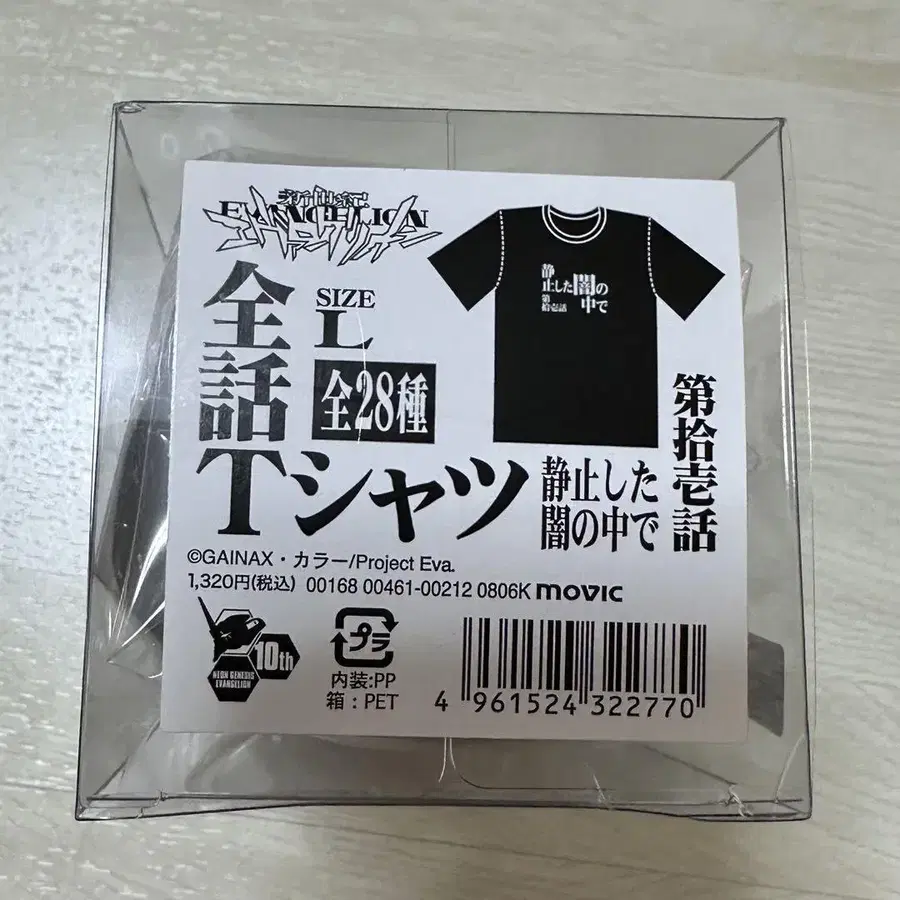 新世紀
EVANGELION
エヴァンゲリオン
全話
Tシャツ
SIZE
L
全28種
静
止した闇の
中で
第
拾壱話
第拾壱話
静止した
闇の中で
©GAINAX・カラー/Project Eva.
1,320円(税込) 00168 00461-00212 0806K movic
10th
NEON GENESIS
EVANGELION
プラ
内装:PP
箱:PET
4 961524 322770